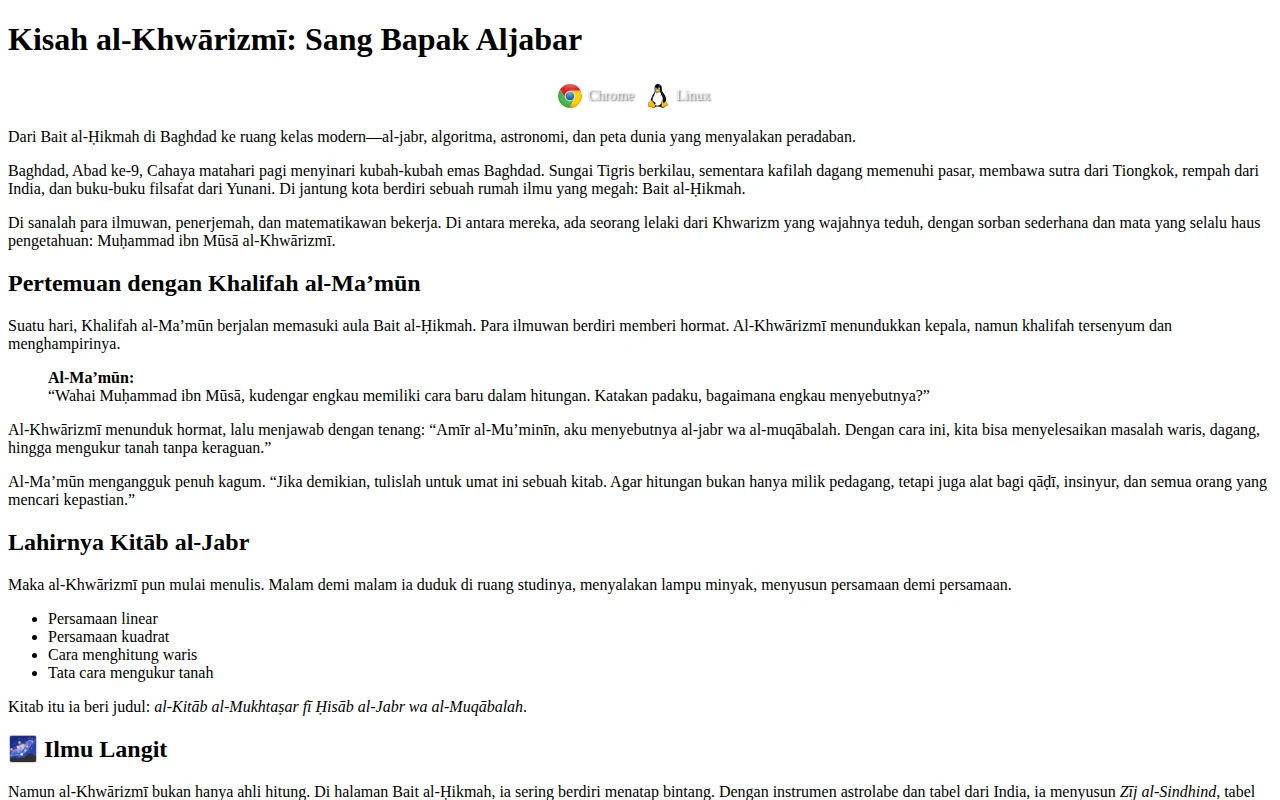 Kisah al-Khwārizmī: Sang Bapak Aljabar
Chrome Linux
Dari Bait al-Ḥikmah di Baghdad ke ruang kelas modern—al-jabr, algoritma, astronomi, dan peta dunia yang menyalakan peradaban.
Baghdad, Abad ke-9, Cahaya matahari pagi menyinari kubah-kubah emas Baghdad. Sungai Tigris berkilau, sementara kafilah dagang memenuhi pasar, membawa sutra dari Tiongkok, rempah dari
India, dan buku-buku filsafat dari Yunani. Di jantung kota berdiri sebuah rumah ilmu yang megah: Bait al-Ḥikmah.
Di sanalah para ilmuwan, penerjemah, dan matematikawan bekerja. Di antara mereka, ada seorang lelaki dari Khwarizm yang wajahnya teduh, dengan sorban sederhana dan mata yang selalu haus
pengetahuan: Muḥammad ibn Mūsā al-Khwārizmī.
Pertemuan dengan Khalifah al-Ma’mūn
Suatu hari, Khalifah al-Ma’mūn berjalan memasuki aula Bait al-Ḥikmah. Para ilmuwan berdiri memberi hormat. Al-Khwārizmī menundukkan kepala, namun khalifah tersenyum dan
menghampirinya.
Al-Ma’mūn:
“Wahai Muḥammad ibn Mūsā, kudengar engkau memiliki cara baru dalam hitungan. Katakan padaku, bagaimana engkau menyebutnya?”
Al-Khwārizmī menunduk hormat, lalu menjawab dengan tenang: “Amīr al-Mu’minīn, aku menyebutnya al-jabr wa al-muqābalah. Dengan cara ini, kita bisa menyelesaikan masalah waris, dagang,
hingga mengukur tanah tanpa keraguan.”
Al-Ma’mūn mengangguk penuh kagum. “Jika demikian, tulislah untuk umat ini sebuah kitab. Agar hitungan bukan hanya milik pedagang, tetapi juga alat bagi qāḍī, insinyur, dan semua orang yang
mencari kepastian.”
Lahirnya Kitāb al-Jabr
Maka al-Khwārizmī pun mulai menulis. Malam demi malam ia duduk di ruang studinya, menyalakan lampu minyak, menyusun persamaan demi persamaan.
• Persamaan linear
• Persamaan kuadrat
• Cara menghitung waris
• Tata cara mengukur tanah
Kitab itu ia beri judul: al-Kitāb al-Mukhtaṣar fī Ḥisāb al-Jabr wa al-Muqābalah.
🌌 Ilmu Langit
Namun al-Khwārizmī bukan hanya ahli hitung. Di halaman Bait al-Ḥikmah, ia sering berdiri menatap bintang. Dengan instrumen astrolabe dan tabel dari India, ia menyusun Zīj al-Sindhind, tabel